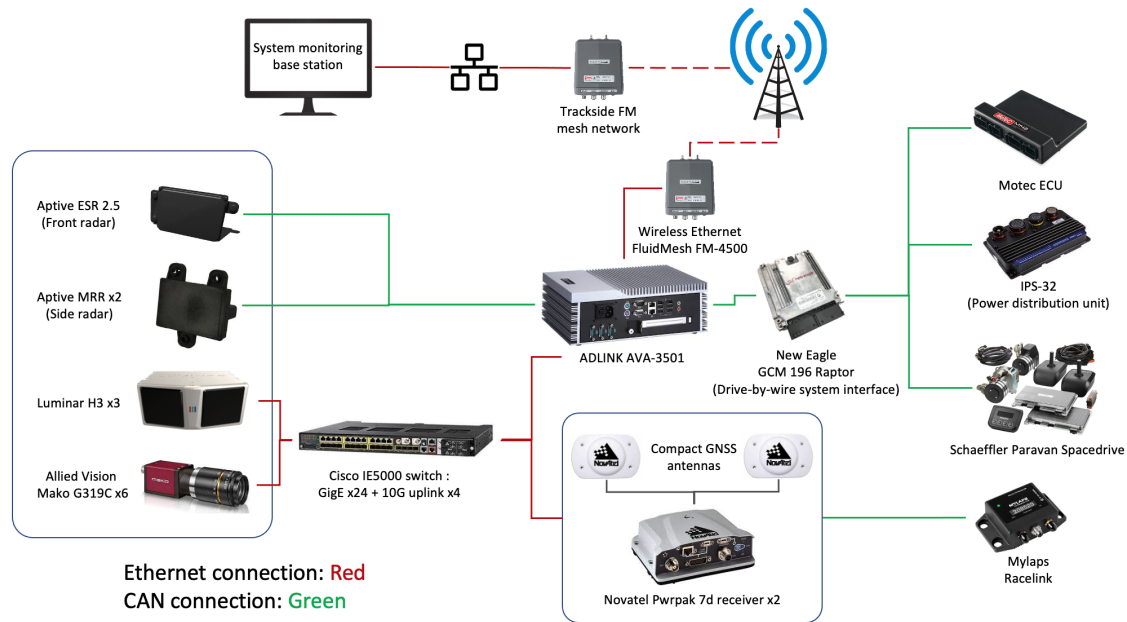 System monitoring
base station
Trackside FM
mesh network
Aptive ESR 2.5
(Front radar)
Wireless Ethernet
FluidMesh FM-4500
Motec ECU
Aptive MRR x2
(Side radar)
IPS-32
(Power distribution unit)
ADLINK AVA-3501
New Eagle
GCM 196 Raptor
(Drive-by-wire system interface)
Luminar H3 x3
Schaeffler Paravan Spacedrive
Allied Vision
Mako G319C x6
Cisco IE5000 switch :
GigE x24 + 10G uplink x4
Compact GNSS
antennas
NovAtel
NovAtel
NovAtel
Mylaps
Racelink
Novatel Pwrpak 7d receiver x2
Ethernet connection: Red
CAN connection: Green